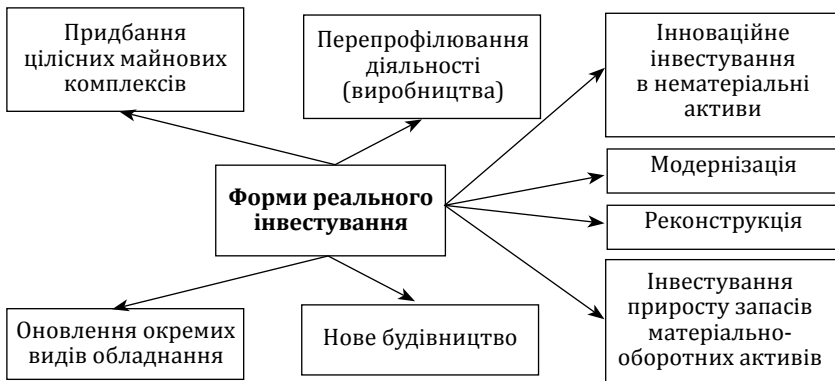 Придбання
цілісних майнових
комплексів
Перепрофілювання
діяльності
(виробництва)
Інноваційне
інвестування
в нематеріальні
активи
Форми реального
інвестування
Модернізація
Реконструкція
Оновлення окремих
видів обладнання
Нове будівництво
Інвестування
приросту запасів
матеріально-
оборотних активів